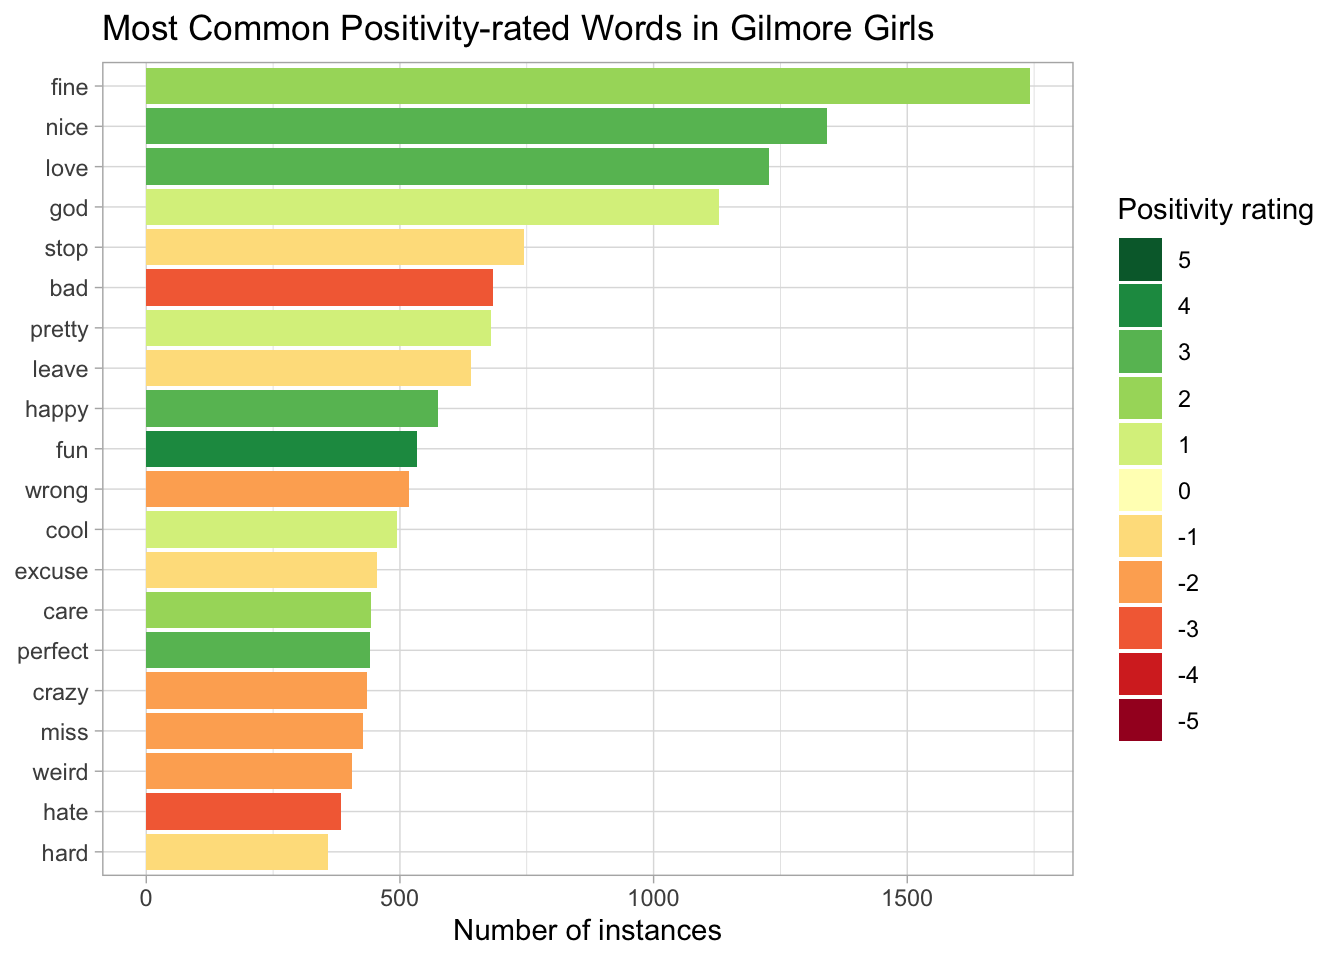 Most Common Positivity-rated Words in Gilmore Girls
fine
nice
love
god
stop
bad
pretty
leave
happy
fun
wrong
cool
excuse
care
perfect
crazy
miss
weird
hate
hard
0 500 1000 1500
Number of instances
Positivity rating
5
4
3
2
1
0
-1
-2
-3
-4
-5